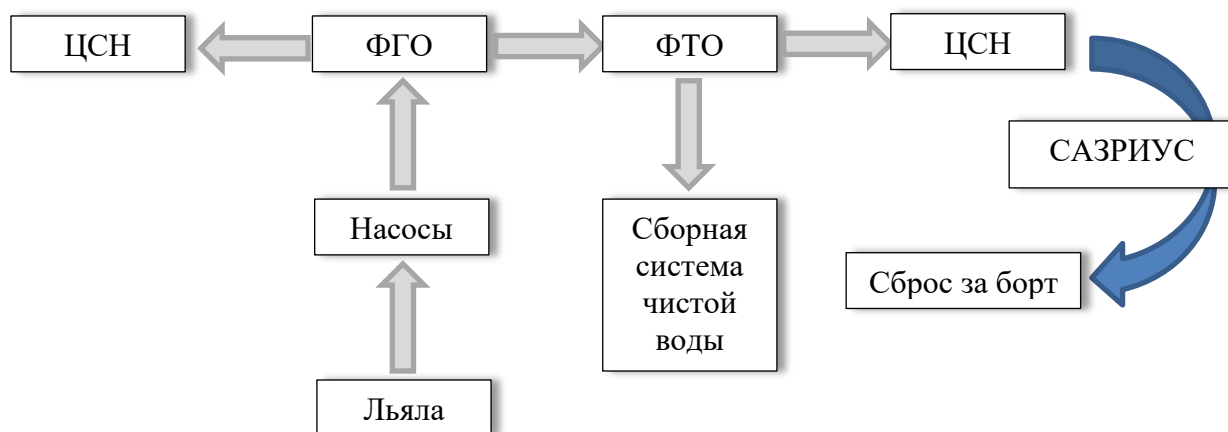 ЦСН
ФГО
ФТО
ЦСН
САЗРИУС
Насосы
Сборная
система
чистой
воды
Сброс за борт
Льяла